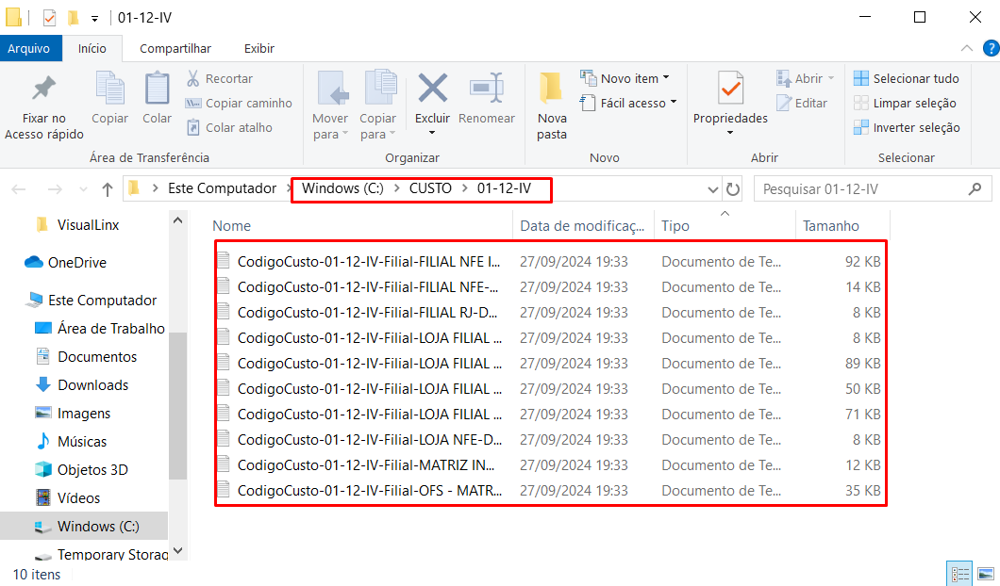 01-12-IV
Arquivo Início Compartilhar Exibir ?
Fixar no
Acesso rápido
Copiar
Colar
Recortar
Copiar caminho
Colar atalho
Área de Transferência
Mover
para
Copiar
para
Excluir
Renomear
Organizar
Nova
pasta
Novo item
Fácil acesso
Novo
Propriedades
Abrir
Editar
Abrir
Selecionar tudo
Limpar seleção
Inverter seleção
Selecionar
Este Computador Windows (C:) CUSTO 01-12-IV
Pesquisar 01-12-IV
VisualLinx
OneDrive
Este Computador
Área de Trabalho
Documentos
Downloads
Imagens
Músicas
Objetos 3D
Vídeos
Windows (C:)
Temporary Storag
Nome Data de modificaç... Tipo Tamanho
CodigoCusto-01-12-IV-Filial-FILIAL NFE I... 27/09/2024 19:33 Documento de Te... 92 KB
CodigoCusto-01-12-IV-Filial-FILIAL NFE-... 27/09/2024 19:33 Documento de Te... 14 KB
CodigoCusto-01-12-IV-Filial-FILIAL RJ-D... 27/09/2024 19:33 Documento de Te... 8 KB
CodigoCusto-01-12-IV-Filial-LOJA FILIAL ... 27/09/2024 19:33 Documento de Te... 8 KB
CodigoCusto-01-12-IV-Filial-LOJA FILIAL ... 27/09/2024 19:33 Documento de Te... 89 KB
CodigoCusto-01-12-IV-Filial-LOJA FILIAL ... 27/09/2024 19:33 Documento de Te... 50 KB
CodigoCusto-01-12-IV-Filial-LOJA FILIAL ... 27/09/2024 19:33 Documento de Te... 71 KB
CodigoCusto-01-12-IV-Filial-LOJA NFE-D... 27/09/2024 19:33 Documento de Te... 8 KB
CodigoCusto-01-12-IV-Filial-MATRIZ IN... 27/09/2024 19:33 Documento de Te... 12 KB
CodigoCusto-01-12-IV-Filial-OFS - MATR... 27/09/2024 19:33 Documento de Te... 35 KB
10 itens